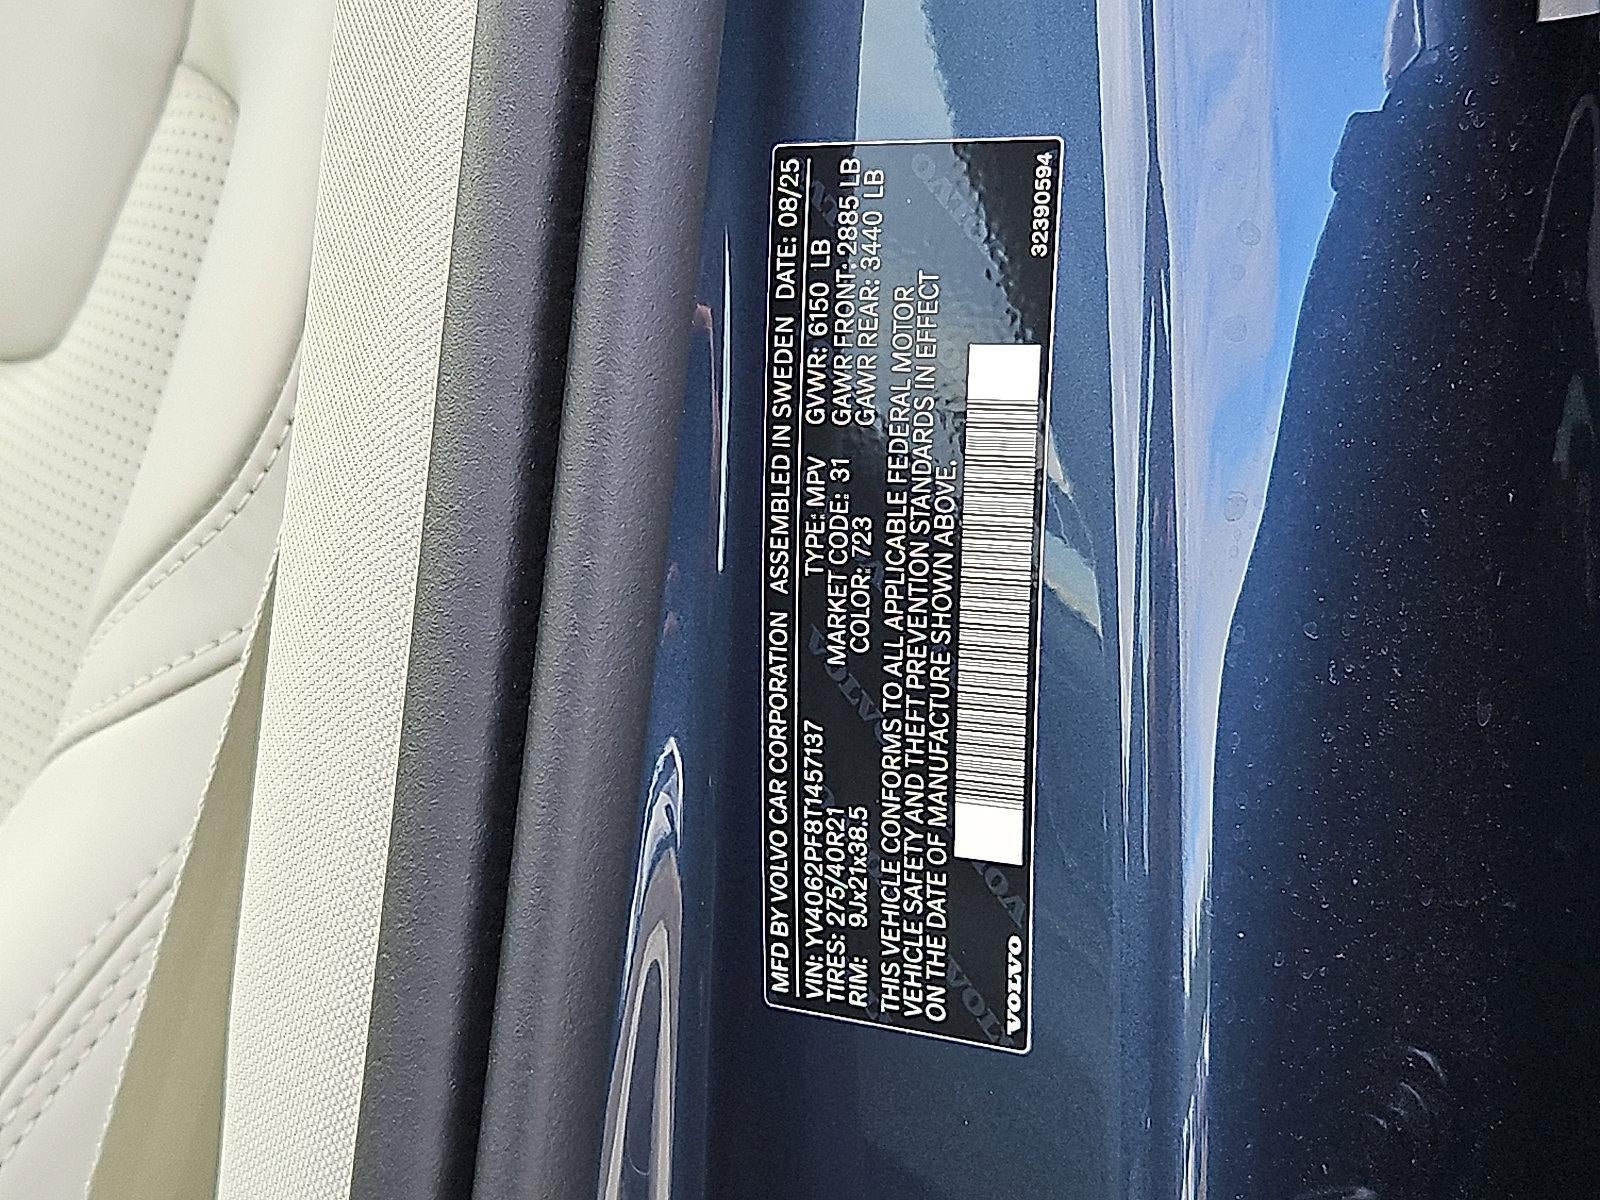 MFD BY VOLVO CAR CORPORATION ASSEMBLED IN SWEDEN DATE: 08/25
VIN: YV4062PF8T1457137 TYPE: MPV GVWR: 6150 LB
TIRES: 275/40R21 MARKET CODE: 31 GAWR FRONT: 2885 LB
RIM: 9Jx21x38.5 COLOR: 723 GAWR REAR: 3440 LB
THIS VEHICLE CONFORMS TO ALL APPLICABLE FEDERAL MOTOR
VEHICLE SAFETY AND THEFT PREVENTION STANDARDS IN EFFECT
ON THE DATE OF MANUFACTURE SHOWN ABOVE.
VOLVO 32390594